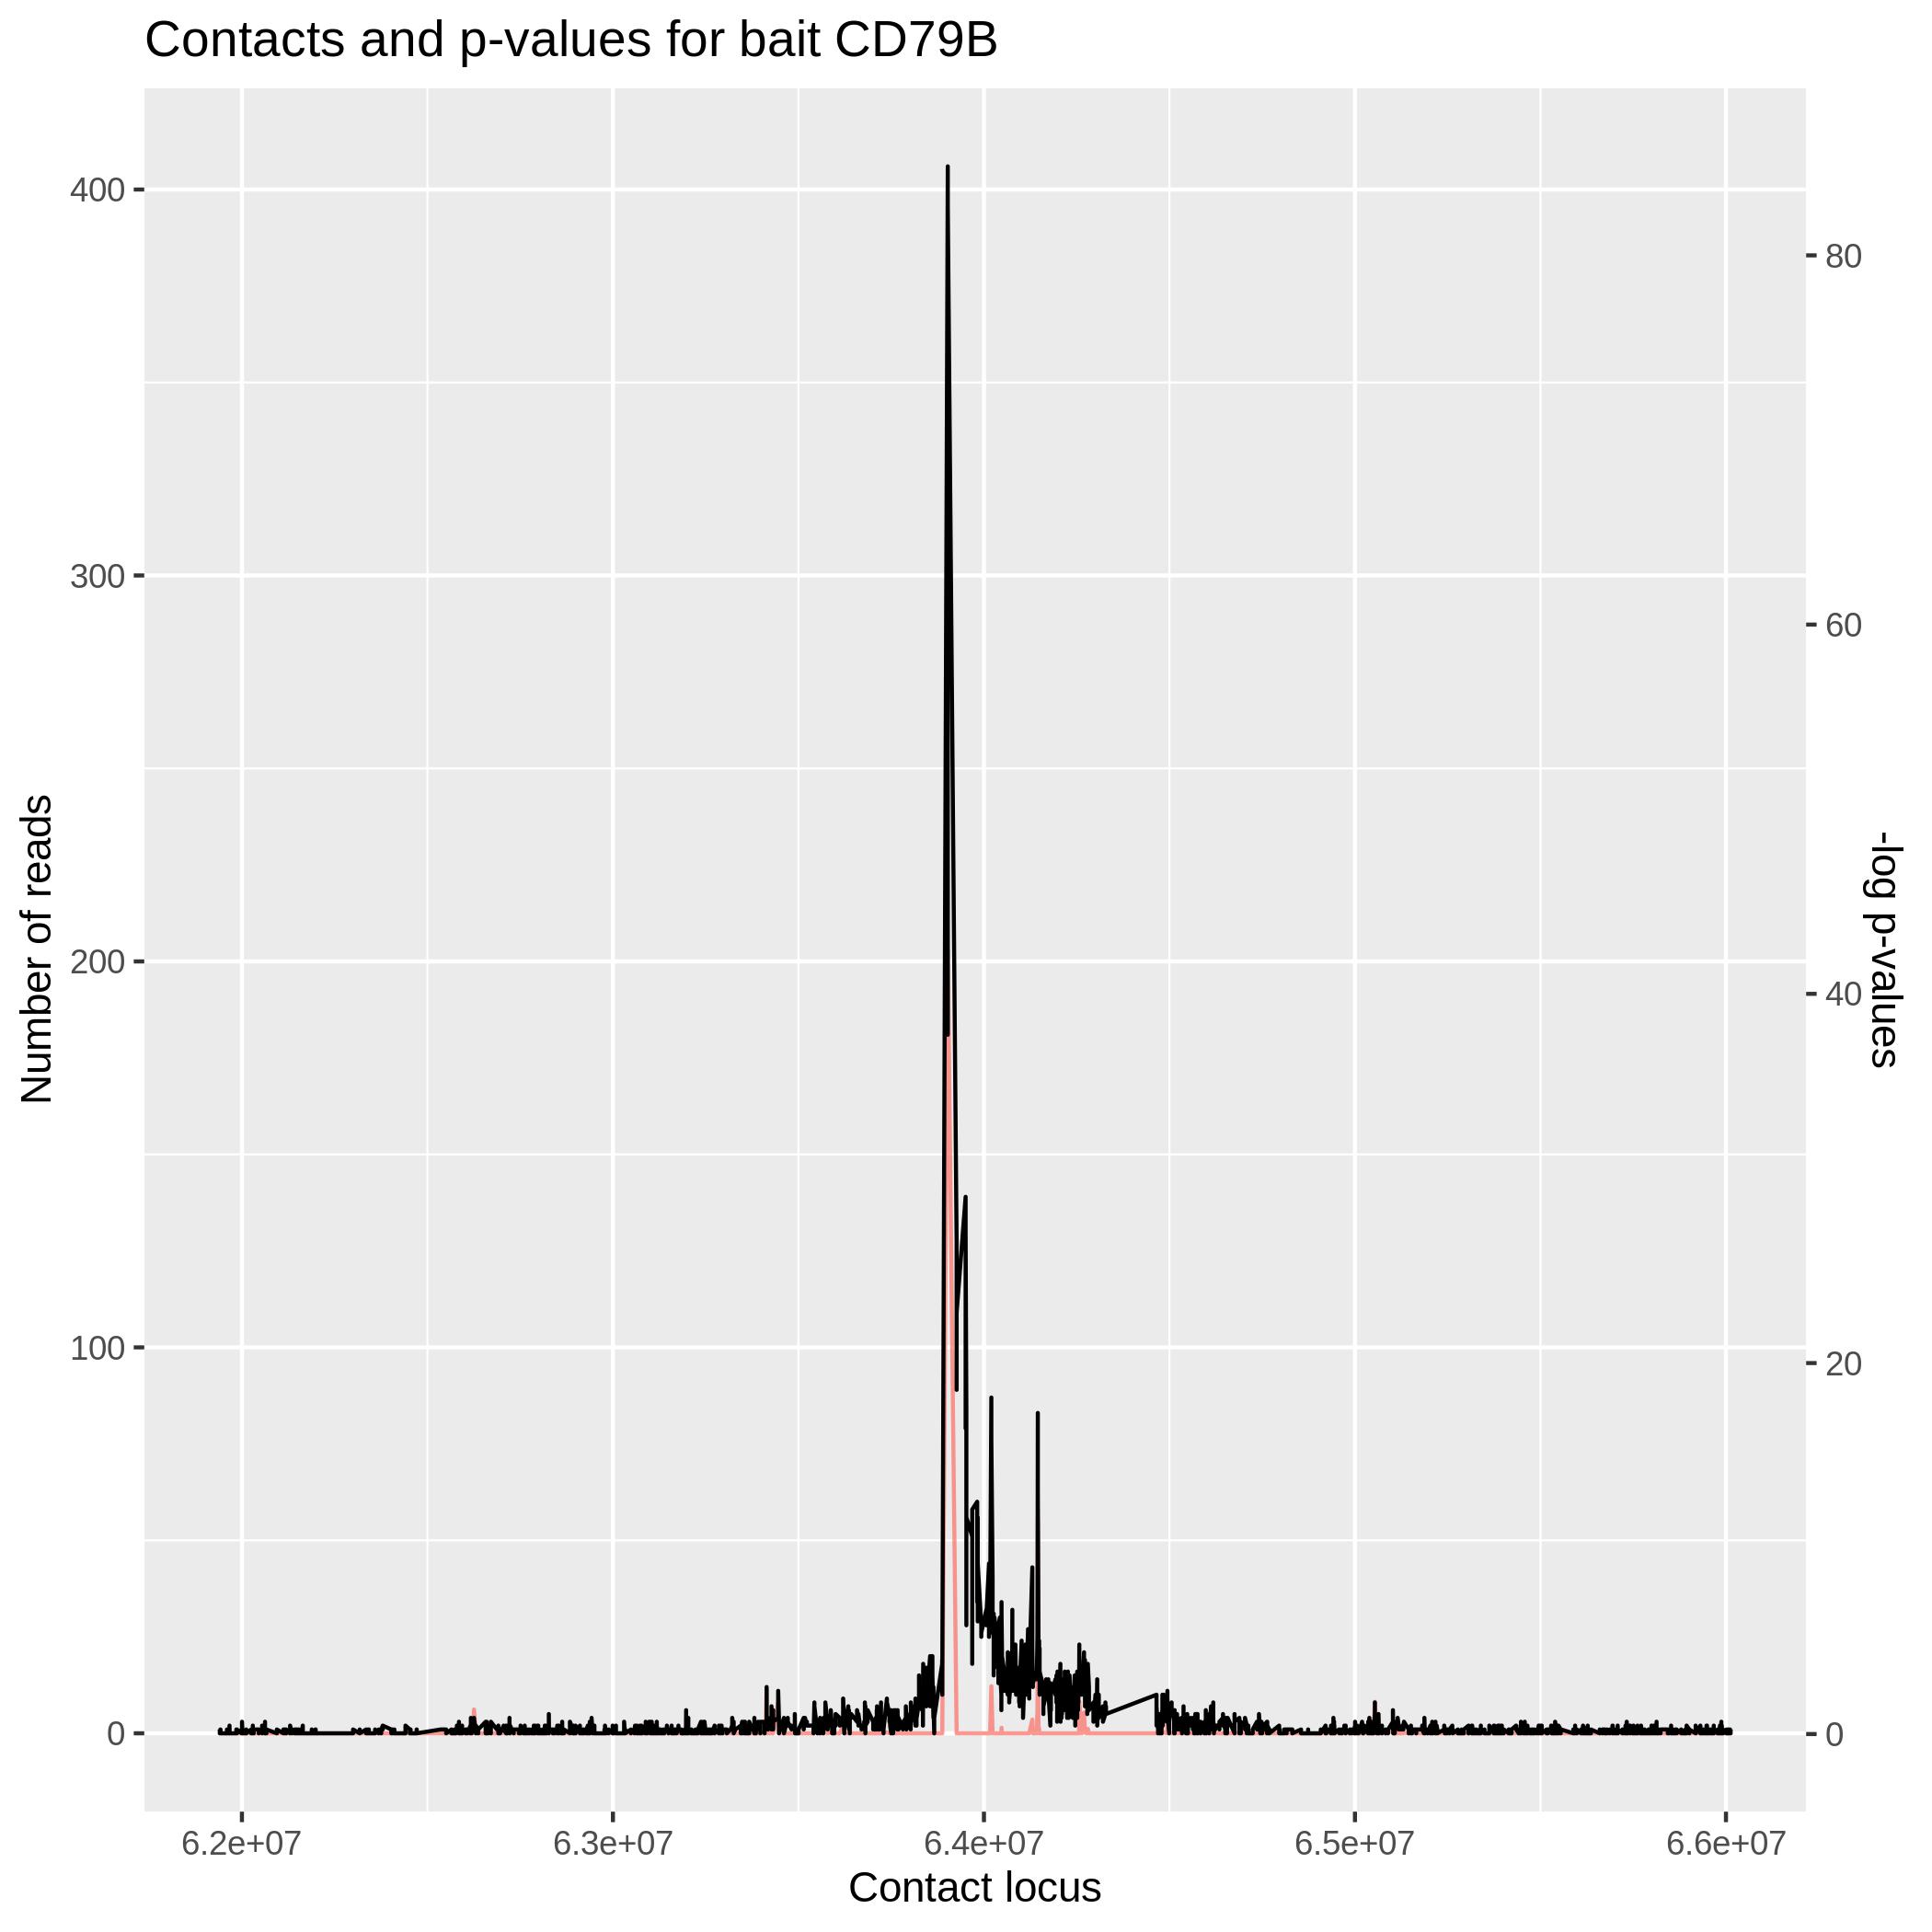 Contacts and p-values for bait CD79B
400
300
200
100
0
Number of reads
80
60
40
20
0
-log p-values
6.2e+07
6.3e+07
6.4e+07
6.5e+07
6.6e+07
Contact locus